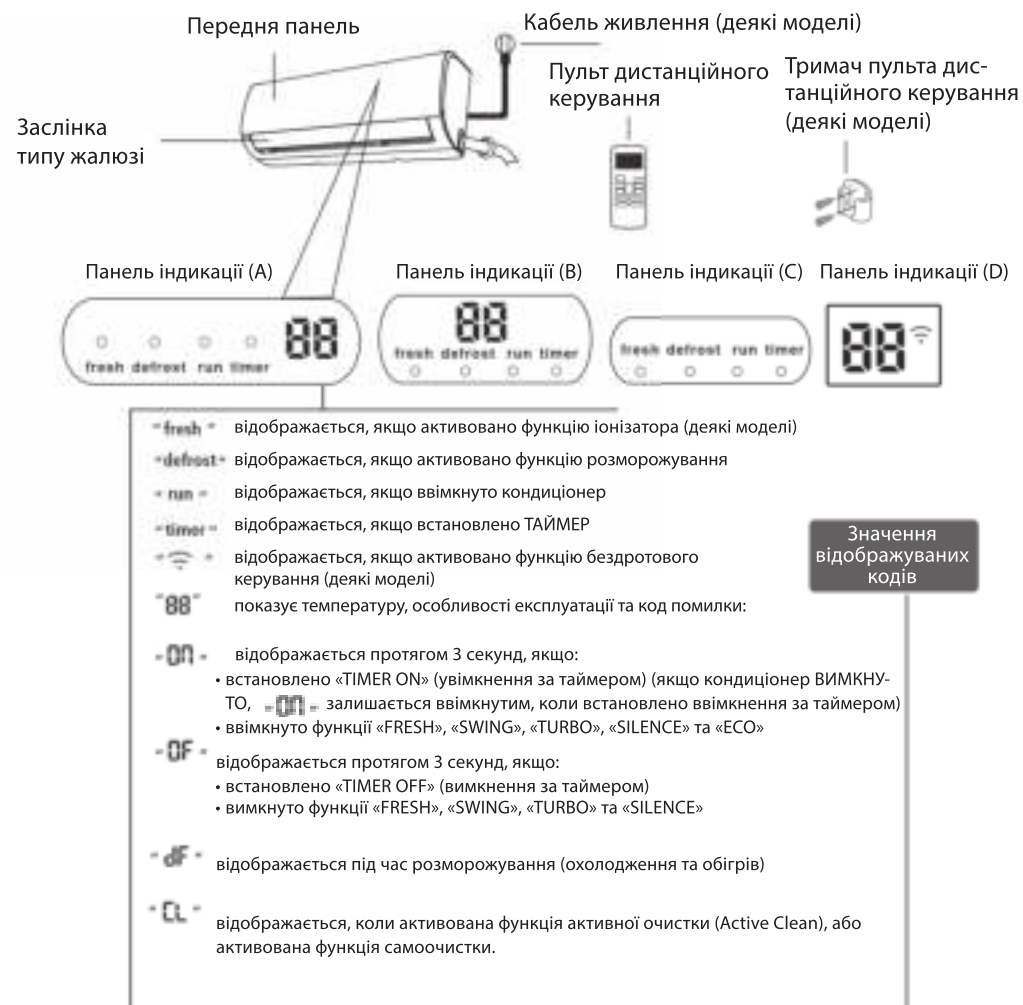 Передня панель
Кабель живлення (деякі моделі)
Пульт дистанційного
керування
Тримач пульта дис-
танційного керування
(деякі моделі)
Заслінка
типу жалюзі
Панель індикації (A)
Панель індикації (B)
Панель індикації (C)
Панель індикації (D)
88
fresh defrost run timer
88
fresh defrost run timer
fresh defrost run timer
88
fresh відображається, якщо активовано функцію іонізатора (деякі моделі)
defrost відображається, якщо активовано функцію розморожування
run відображається, якщо ввімкнуто кондиціонер
timer відображається, якщо встановлено ТАЙМЕР
відображається, якщо активовано функцію бездротового
керування (деякі моделі)
88 показує температуру, особливості експлуатації та код помилки:
Значення
відображуваних
кодів
ON відображається протягом 3 секунд, якщо:
• встановлено «TIMER ON» (увімкнення за таймером) (якщо кондиціонер ВИМКНУ-
ТО, ON залишається ввімкнутим, коли встановлено ввімкнення за таймером)
• ввімкнуто функції «FRESH», «SWING», «TURBO», «SILENCE» та «ECO»
OF відображається протягом 3 секунд, якщо:
• встановлено «TIMER OFF» (вимкнення за таймером)
• вимкнуто функції «FRESH», «SWING», «TURBO» та «SILENCE»
dF відображається під час розморожування (охолодження та обігрів)
CL відображається, коли активована функція активної очистки (Active Clean), або
активована функція самоочистки.